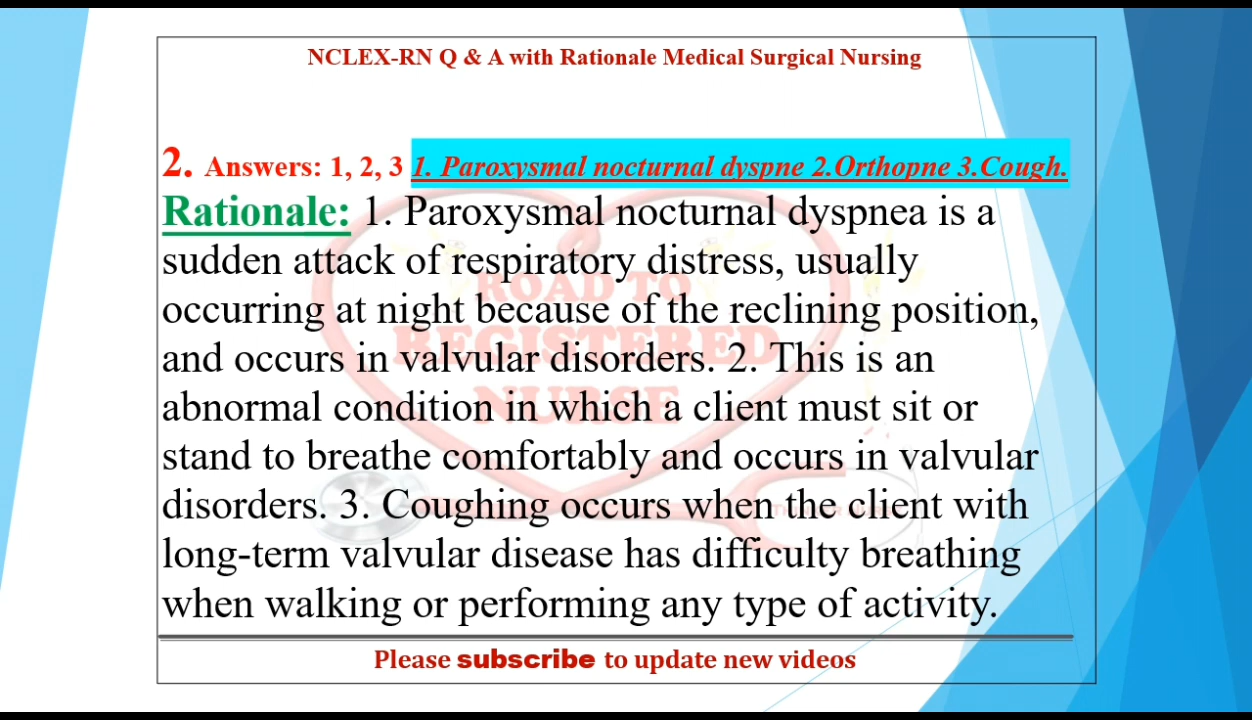 NCLEX-RN Q & A with Rationale Medical Surgical Nursing
2. Answers: 1, 2, 3 1. Paroxysmal nocturnal dyspne 2.Orthopne 3.Cough.
Rationale: 1. Paroxysmal nocturnal dyspnea is a
sudden attack of respiratory distress, usually
occurring at night because of the reclining position,
and occurs in valvular disorders. 2. This is an
abnormal condition in which a client must sit or
stand to breathe comfortably and occurs in valvular
disorders. 3. Coughing occurs when the client with
long-term valvular disease has difficulty breathing
when walking or performing any type of activity.
ROAD TO
REGISTERED
NURSE
Please subscribe to update new videos